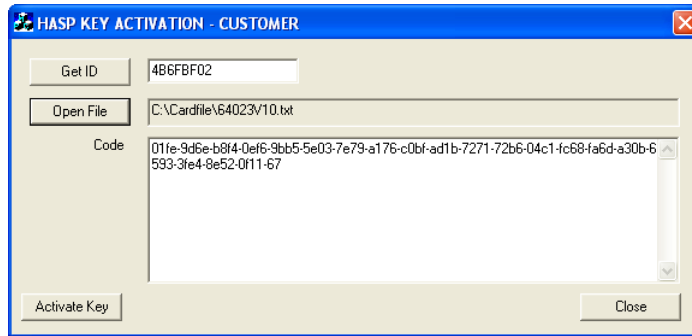 HASP KEY ACTIVATION - CUSTOMER
Get ID
4B6FBF02
Open File
C:\Cardfile\64023V10.txt
Code
01fe-9d6e-b8f4-0ef6-9bb5-5e03-7e79-a176-c0bf-ad1b-7271-72b6-04c1-fc68-fa6d-a30b-6
593-3fe4-8e52-0f11-67
Activate Key
Close